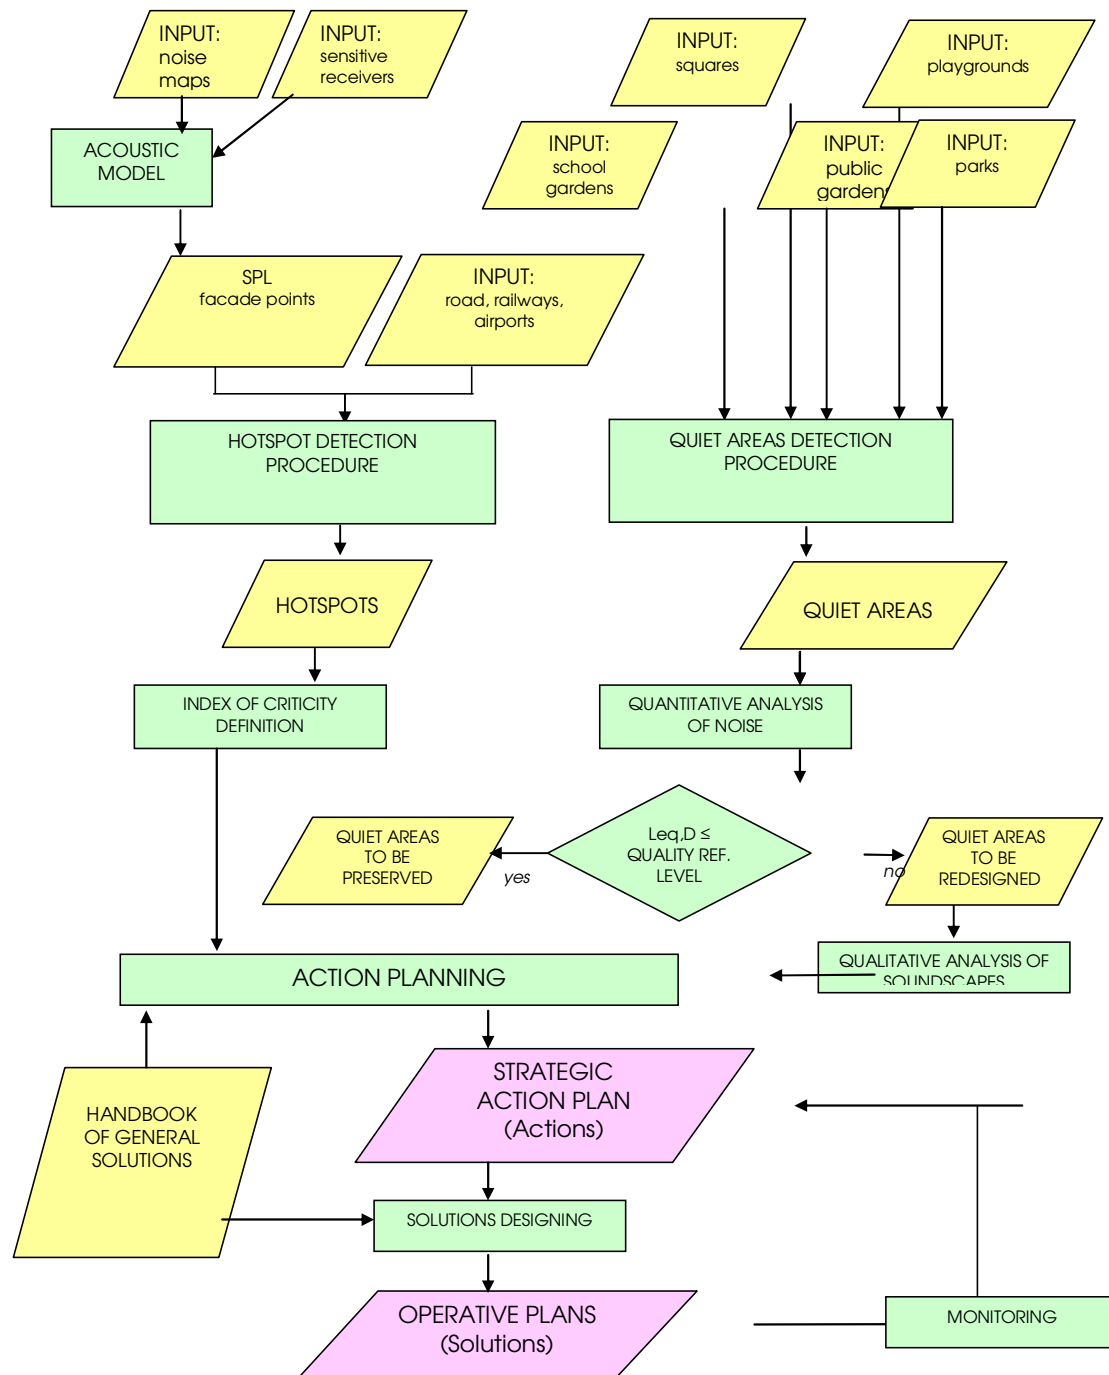 INPUT:
noise
maps
INPUT:
sensitive
receivers
INPUT:
squares
INPUT:
playgrounds
ACOUSTIC
MODEL
INPUT:
school
gardens
INPUT:
public
gardens
INPUT:
parks
SPL
facade points
INPUT:
road, railways,
airports
HOTSPOT DETECTION
PROCEDURE
QUIET AREAS DETECTION
PROCEDURE
HOTSPOTS
QUIET AREAS
INDEX OF CRITICITY
DEFINITION
QUANTITATIVE ANALYSIS
OF NOISE
QUIET AREAS
TO BE
PRESERVED
yes
Leq,D ≤
QUALITY REF.
LEVEL
no
QUIET AREAS
TO BE
REDESIGNED
ACTION PLANNING
QUALITATIVE ANALYSIS OF
SOUNDSCAPES
STRATEGIC
ACTION PLAN
(Actions)
HANDBOOK
OF GENERAL
SOLUTIONS
SOLUTIONS DESIGNING
OPERATIVE PLANS
(Solutions)
MONITORING